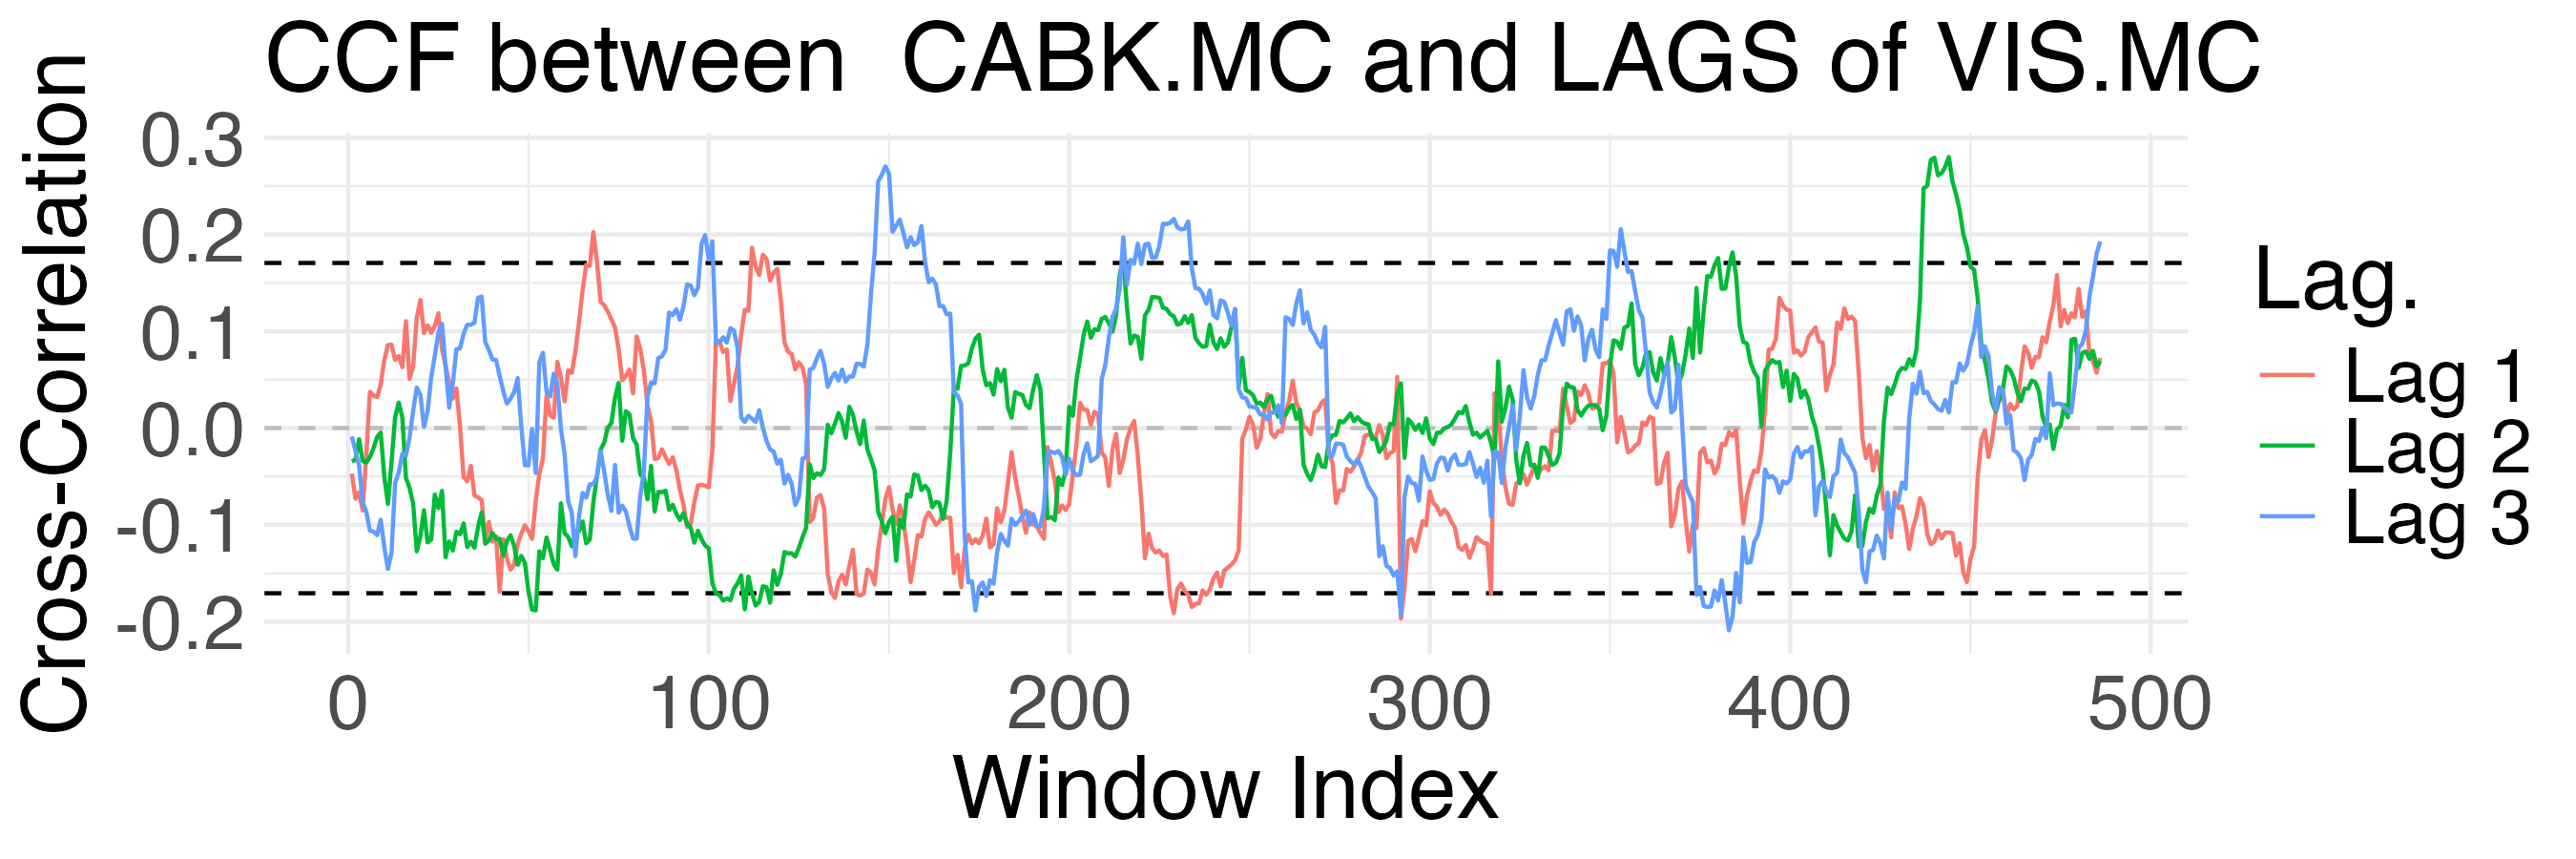 CCF between  CABK.MC and LAGS of VIS.MC
Cross-Correlation
0.3
0.2
0.1
0.0
-0.1
-0.2
0 100 200 300 400 500
Window Index
Lag.
Lag 1
Lag 2
Lag 3